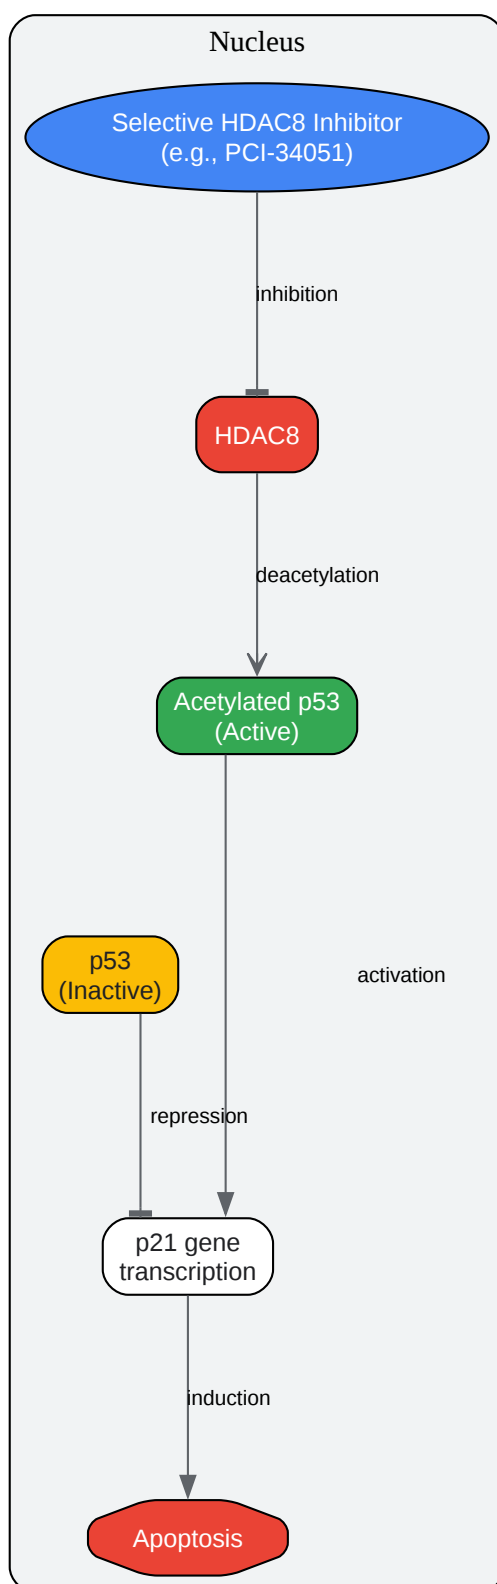 Nucleus
Selective HDAC8 Inhibitor
(e.g., PCI-34051)
inhibition
HDAC8
deacetylation
Acetylated p53
(Active)
p53
(Inactive)
activation
repression
p21 gene
transcription
induction
Apoptosis